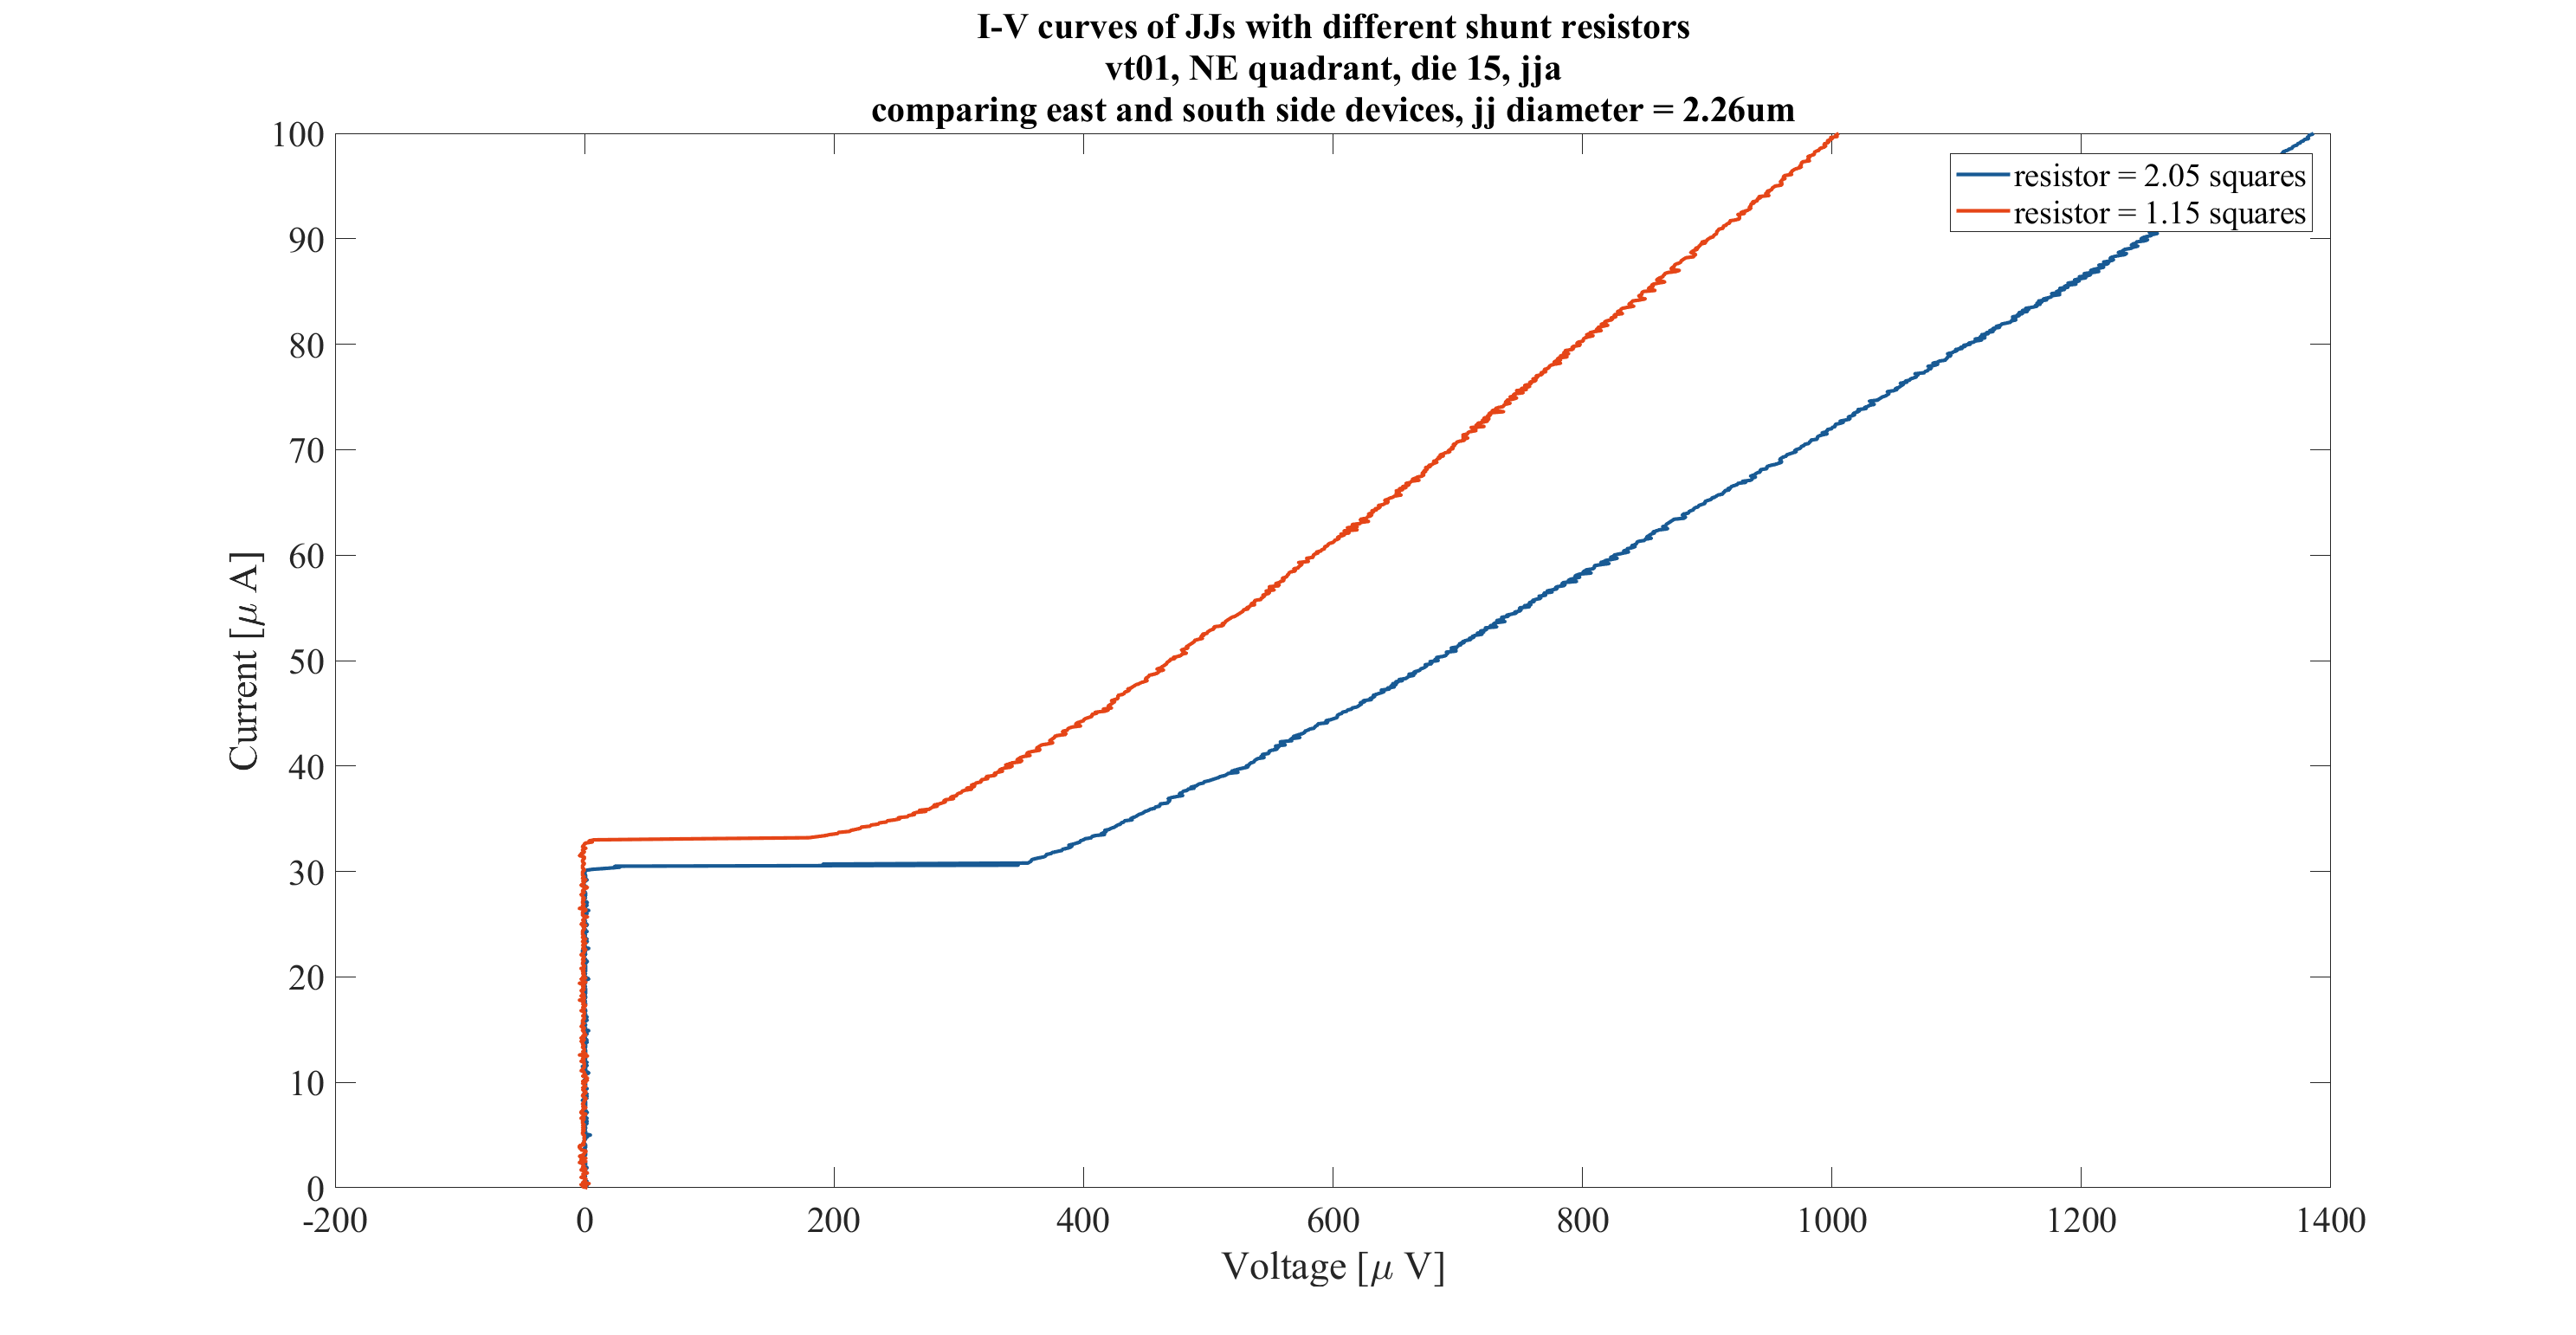 I-V curves of JJs with different shunt resistors
vt01, NE quadrant, die 15, jja
comparing east and south side devices, jj diameter = 2.26um
100
90
80
70
60
50
40
30
20
10
0
Current [μ A]
resistor = 2.05 squares
resistor = 1.15 squares
-200 0 200 400 600 800 1000 1200 1400
Voltage [μ V]